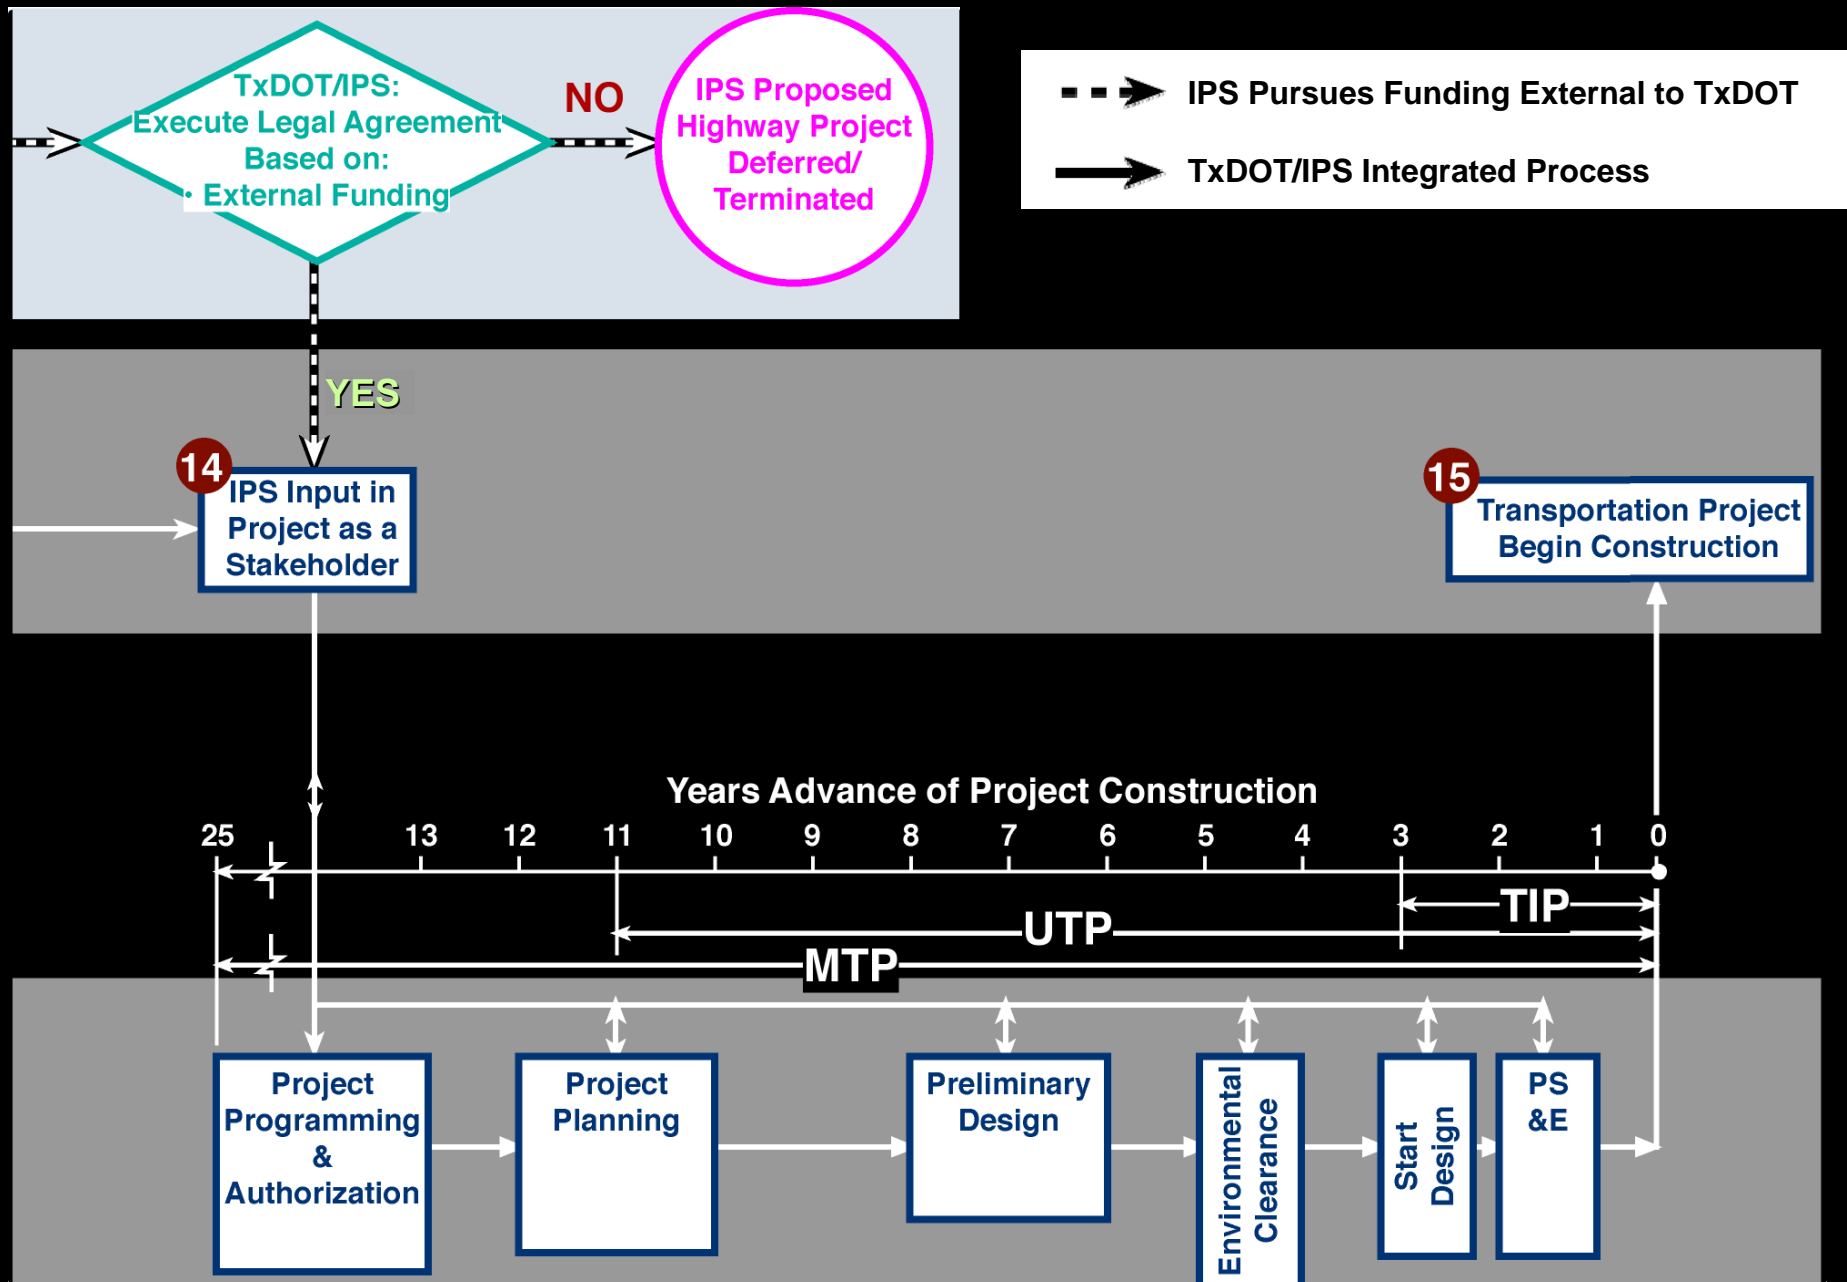 TxDOT/IPS:
Execute Legal Agreement
Based on:
• External Funding
NO
IPS Proposed
Highway Project
Deferred/
Terminated
IPS Pursues Funding External to TxDOT
TxDOT/IPS Integrated Process
YES
14
IPS Input in
Project as a
Stakeholder
15
Transportation Project
Begin Construction
Years Advance of Project Construction
25 13 12 11 10 9 8 7 6 5 4 3 2 1 0
TIP
UTP
MTP
Project
Programming
&
Authorization
Project
Planning
Preliminary
Design
Environmental
Clearance
Start
Design
PS
&E